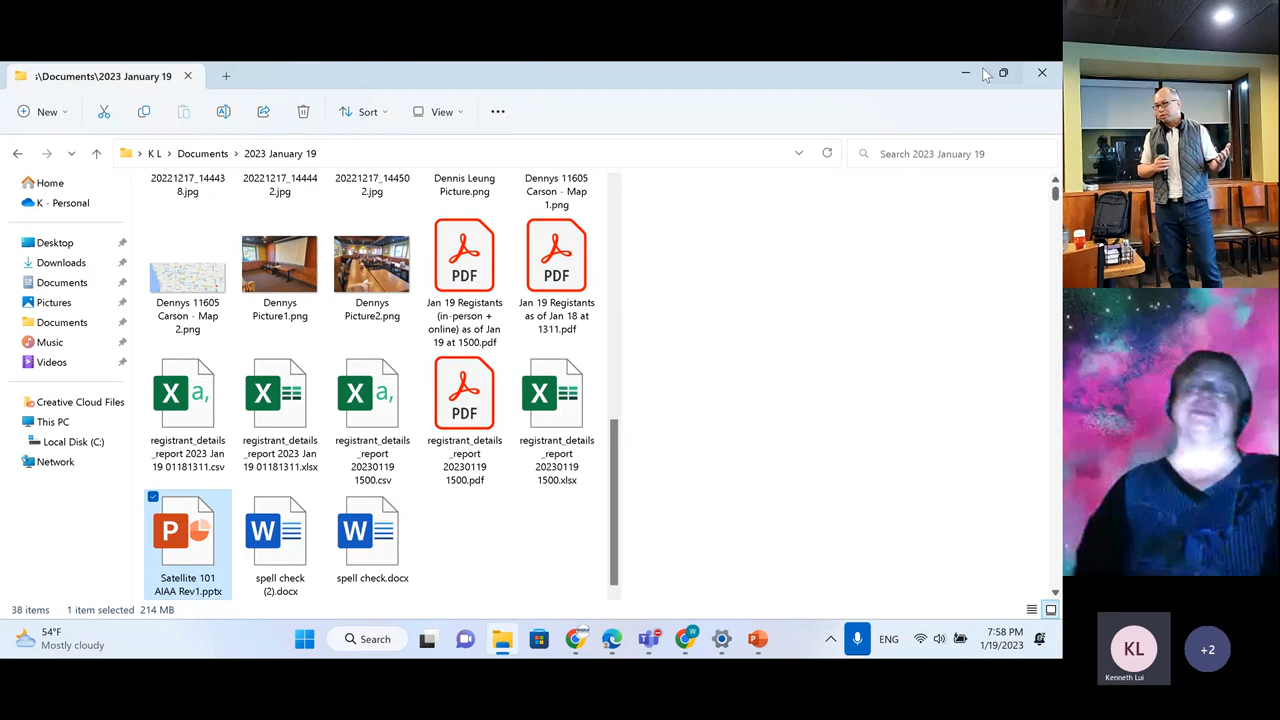 s\Documents\2023 January 19
New
Sort
View
K L
Documents
2023 January 19
Search 2023 January 19
Home
K - Personal
Desktop
Downloads
Documents
Pictures
Documents
Music
Videos
Creative Cloud Files
This PC
Local Disk (C:)
Network
20221217_14443
8.jpg
20221217_14444
2.jpg
20221217_14450
2.jpg
Dennis Leung
Picture.png
Dennys 11605
Carson - Map
1.png
Dennys 11605
Carson - Map
2.png
Dennys
Picture1.png
Dennys
Picture2.png
PDF
Jan 19 Registants
(in-person +
online) as of Jan
19 at 1500.pdf
PDF
Jan 19 Registants
as of Jan 18 at
1311.pdf
X a,
registrant_details
_report 2023 Jan
19 01181311.csv
X
registrant_details
_report 2023 Jan
19 01181311.xlsx
X a,
registrant_details
_report
20230119
1500.csv
PDF
registrant_details
_report
20230119
1500.pdf
X
registrant_details
_report
20230119
1500.xlsx
P
Satellite 101
AIAA Rev1.pptx
W
spell check
(2).docx
W
spell check.docx
38 items
1 item selected 214 MB
54°F
Mostly cloudy
Search
ENG
7:58 PM
1/19/2023
KL
Kenneth Lui
+2